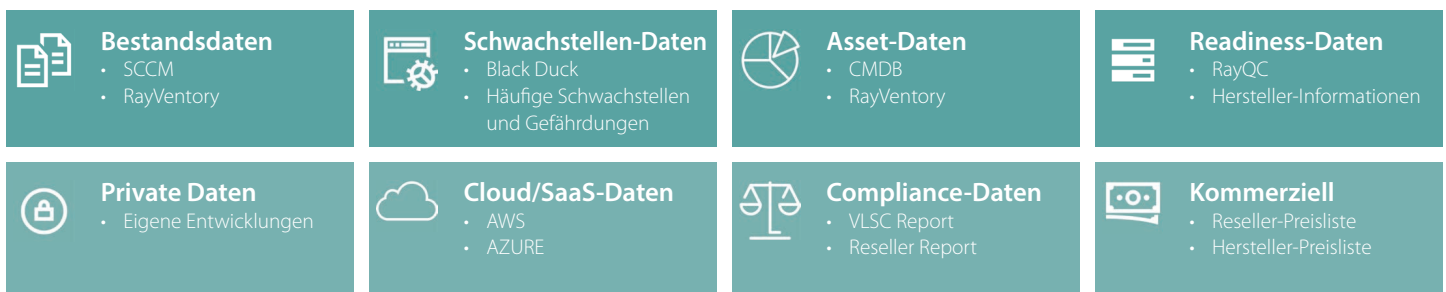 Bestandsdaten
• SCCM
• RayVentory
Schwachstellen-Daten
• Black Duck
• Häufige Schwachstellen
und Gefährdungen
Asset-Daten
• CMDB
• RayVentory
Readiness-Daten
• RayQC
• Hersteller-Informationen
Private Daten
• Eigene Entwicklungen
Cloud/SaaS-Daten
• AWS
• AZURE
Compliance-Daten
• VLSC Report
• Reseller Report
Kommerziell
• Reseller-Preisliste
• Hersteller-Preisliste